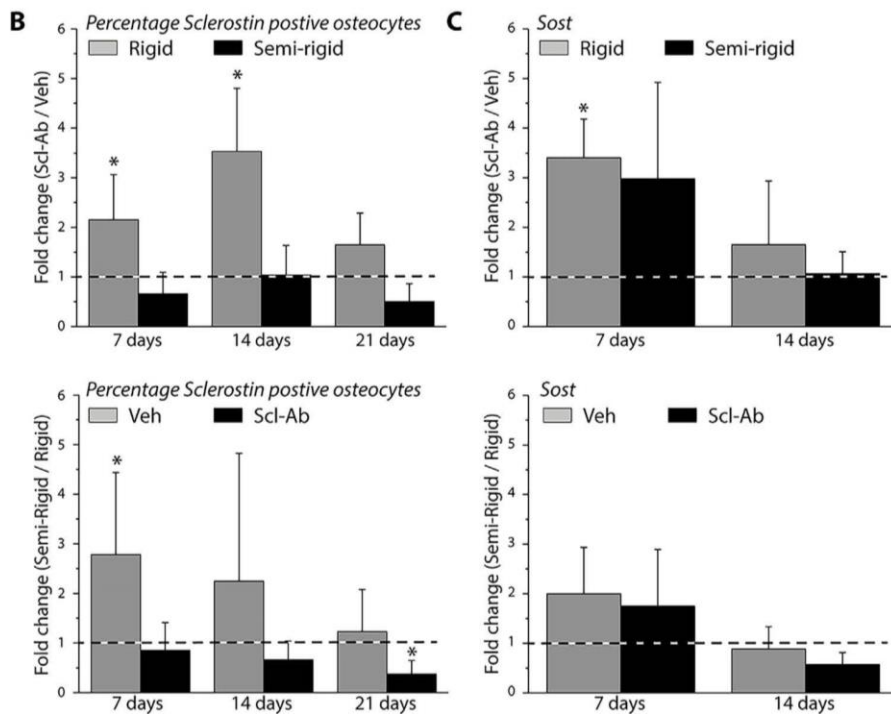 B
Percentage Sclerostin postive osteocytes
Rigid
Semi-rigid
Fold change (Scl-Ab / Veh)
6
5
4
3
2
1
0
*
*
7 days
14 days
21 days
C
Sost
Rigid
Semi-rigid
Fold change (Scl-Ab / Veh)
6
5
4
3
2
1
0
*
7 days
14 days
Percentage Sclerostin postive osteocytes
Veh
Scl-Ab
Fold change (Semi-Rigid / Rigid)
6
5
4
3
2
1
0
*
*
7 days
14 days
21 days
Sost
Veh
Scl-Ab
Fold change (Semi-Rigid / Rigid)
6
5
4
3
2
1
0
7 days
14 days